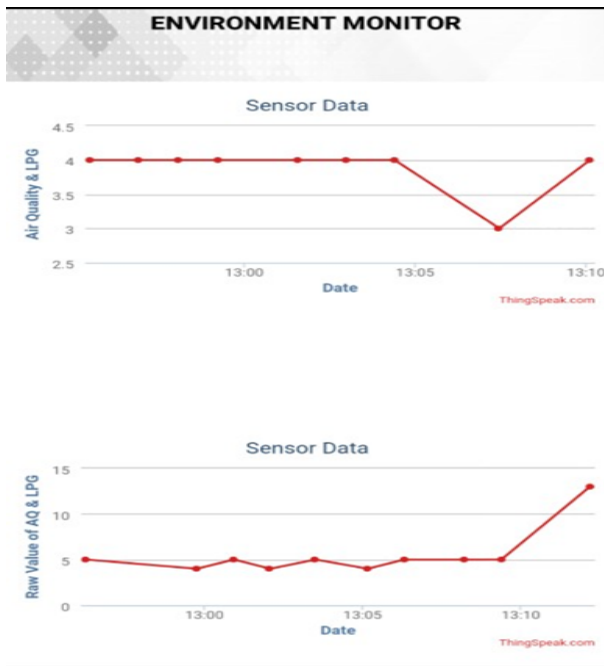 ENVIRONMENT MONITOR
Sensor Data
Air Quality & LPG
4.5
4
3.5
3
2.5
13:00 13:05 13:10
Date
ThingSpeak.com
Sensor Data
Raw Value of AQ & LPG
15
10
5
0
13:00 13:05 13:10
Date
ThingSpeak.com